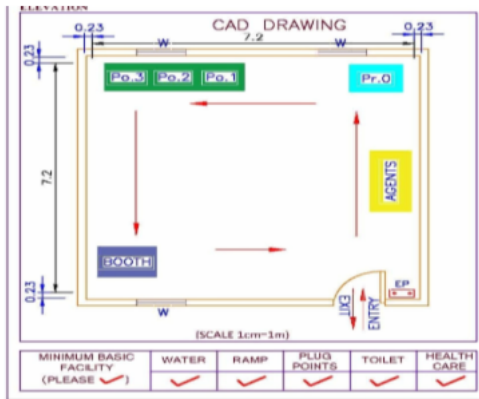 ELEVATION
CAD DRAWING
0.23
7.2
0.23
W
W
0.23
Po.3
Po.2
Po.1
Pr.O
7.2
AGENTS
BOOTH
EP
0.23
W
EXIT
ENTRY
(SCALE 1cm-1m)
MINIMUM BASIC FACILITY (PLEASE ✓)
WATER
RAMP
PLUG POINTS
TOILET
HEALTH CARE
✓ ✓ ✓ ✓ ✓